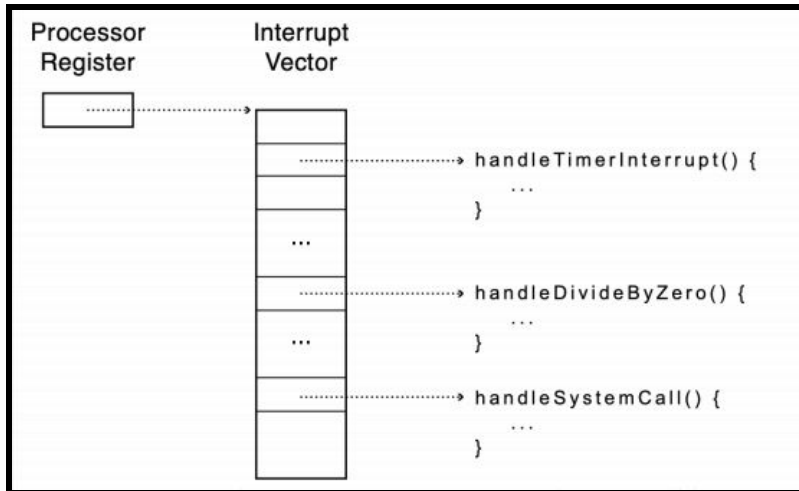 Processor
Register
Interrupt
Vector
handleTimerInterrupt() {
...
}
...
handleDivideByZero() {
...
}
...
handleSystemCall() {
...
}